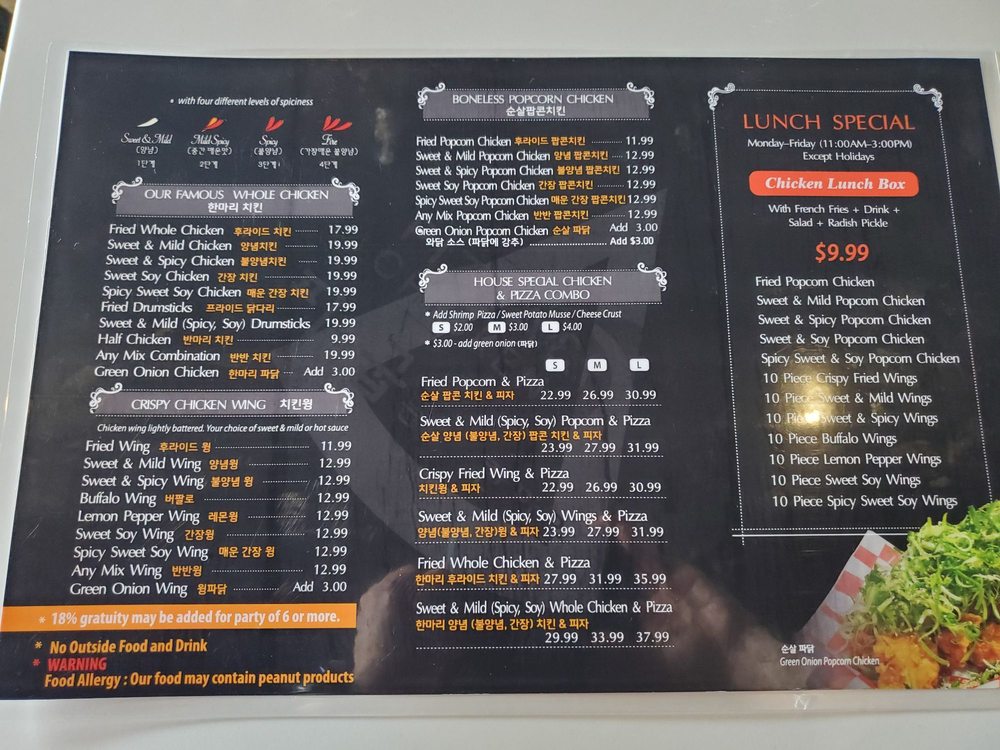 • with four different levels of spiciness
Sweet & Mild Mild Spicy Spicy Fire
(양념) (중간 매운맛) (불양념) (가장매운 불양념)
1단계 2단계 3단계 4단계
OUR FAMOUS WHOLE CHICKEN
한마리 치킨
Fried Whole Chicken 후라이드 치킨 17.99
Sweet & Mild Chicken 양념치킨 19.99
Sweet & Spicy Chicken 불양념치킨 19.99
Sweet Soy Chicken 간장 치킨 19.99
Spicy Sweet Soy Chicken 매운 간장 치킨 19.99
Fried Drumsticks 프라이드 닭다리 17.99
Sweet & Mild (Spicy, Soy) Drumsticks 19.99
Half Chicken 반마리 치킨 9.99
Any Mix Combination 반반 치킨 19.99
Green Onion Chicken 한마리 파닭 Add 3.00
CRISPY CHICKEN WING 치킨윙
Chicken wing lightly battered. Your choice of sweet & mild or hot sauce
Fried Wing 후라이드 윙 11.99
Sweet & Mild Wing 양념윙 12.99
Sweet & Spicy Wing 불양념 윙 12.99
Buffalo Wing 버팔로 12.99
Lemon Pepper Wing 레몬윙 12.99
Sweet Soy Wing 간장윙 12.99
Spicy Sweet Soy Wing 매운 간장 윙 12.99
Any Mix Wing 반반윙 12.99
Green Onion Wing 윙파닭 Add 3.00
* 18% gratuity may be added for party of 6 or more.
* No Outside Food and Drink
* WARNING
Food Allergy : Our food may contain peanut products
BONELESS POPCORN CHICKEN
순살팝콘치킨
Fried Popcorn Chicken 후라이드 팝콘치킨 11.99
Sweet & Mild Popcorn Chicken 양념 팝콘치킨 12.99
Sweet & Spicy Popcorn Chicken 불양념 팝콘치킨 12.99
Sweet Soy Popcorn Chicken 간장 팝콘치킨 12.99
Spicy Sweet Soy Popcorn Chicken 매운 간장 팝콘치킨 12.99
Any Mix Popcorn Chicken 반반 팝콘치킨 12.99
Green Onion Popcorn Chicken 순살 파닭 Add 3.00
와닭 소스 (파닭에 강추) Add $3.00
HOUSE SPECIAL CHICKEN
& PIZZA COMBO
* Add Shrimp Pizza / Sweet Potato Musse / Cheese Crust
S $2.00 M $3.00 L $4.00
* $3.00 - add green onion (파닭)
S M L
Fried Popcorn & Pizza
순살 팝콘 치킨 & 피자 22.99 26.99 30.99
Sweet & Mild (Spicy, Soy) Popcorn & Pizza
순살 양념 (불양념, 간장) 팝콘 치킨 & 피자
23.99 27.99 31.99
Crispy Fried Wing & Pizza
치킨윙 & 피자 22.99 26.99 30.99
Sweet & Mild (Spicy, Soy) Wings & Pizza
양념(불양념, 간장)윙 & 피자 23.99 27.99 31.99
Fried Whole Chicken & Pizza
한마리 후라이드 치킨 & 피자 27.99 31.99 35.99
Sweet & Mild (Spicy, Soy) Whole Chicken & Pizza
한마리 양념 (불양념, 간장) 치킨 & 피자
29.99 33.99 37.99
LUNCH SPECIAL
Monday–Friday (11:00AM–3:00PM)
Except Holidays
Chicken Lunch Box
With French Fries + Drink +
Salad + Radish Pickle
$9.99
Fried Popcorn Chicken
Sweet & Mild Popcorn Chicken
Sweet & Spicy Popcorn Chicken
Sweet & Soy Popcorn Chicken
Spicy Sweet & Soy Popcorn Chicken
10 Piece Crispy Fried Wings
10 Piece Sweet & Mild Wings
10 Piece Sweet & Spicy Wings
10 Piece Buffalo Wings
10 Piece Lemon Pepper Wings
10 Piece Sweet Soy Wings
10 Piece Spicy Sweet Soy Wings
순살 파닭
Green Onion Popcorn Chicken